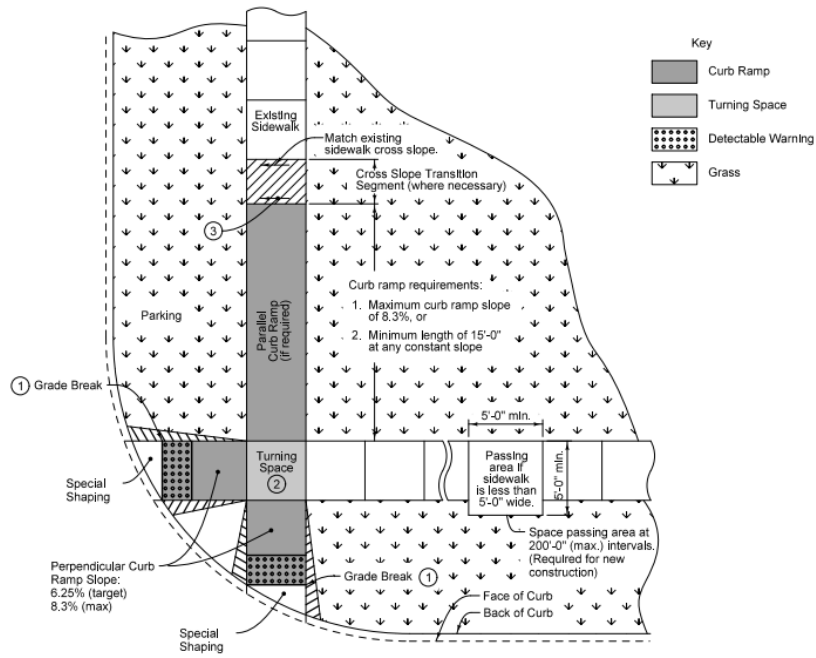 Key
Curb Ramp
Turning Space
Detectable Warning
Grass
Existing
Sidewalk
Match existing
sidewalk cross slope.
Cross Slope Transition
Segment (where necessary)
3
Curb ramp requirements:
1. Maximum curb ramp slope
of 8.3%, or
2. Minimum length of 15'-0"
at any constant slope
Parking
Parallel
Curb Ramp
(if required)
1 Grade Break
5'-0" min.
Special
Shaping
Turning
Space
2
Passing
area if
sidewalk
is less than
5'-0" wide.
5'-0" min.
Space passing area at
200'-0" (max.) intervals.
(Required for new
construction)
Perpendicular Curb
Ramp Slope:
6.25% (target)
8.3% (max)
Grade Break 1
Face of Curb
Back of Curb
Special
Shaping